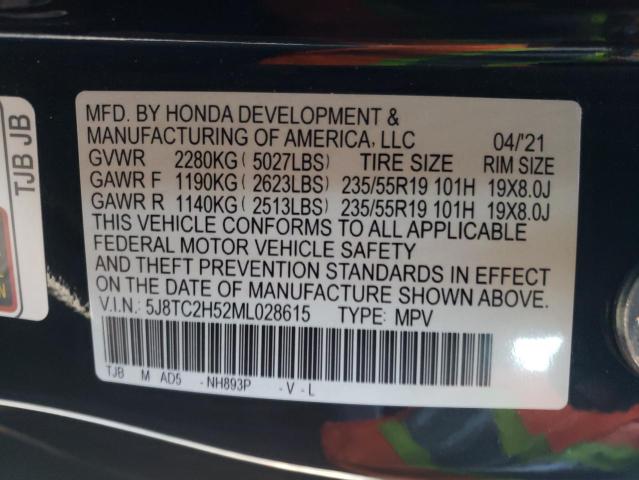 TJB JB
MFD. BY HONDA DEVELOPMENT &
MANUFACTURING OF AMERICA, LLC 04/'21
GVWR 2280KG ( 5027LBS) TIRE SIZE RIM SIZE
GAWR F 1190KG ( 2623LBS) 235/55R19 101H 19X8.0J
GAWR R 1140KG ( 2513LBS) 235/55R19 101H 19X8.0J
THIS VEHICLE CONFORMS TO ALL APPLICABLE
FEDERAL MOTOR VEHICLE SAFETY
AND THEFT PREVENTION STANDARDS IN EFFECT
ON THE DATE OF MANUFACTURE SHOWN ABOVE.
V.I.N.: 5J8TC2H52ML028615 TYPE: MPV
TJB M AD5 - NH893P - V - L